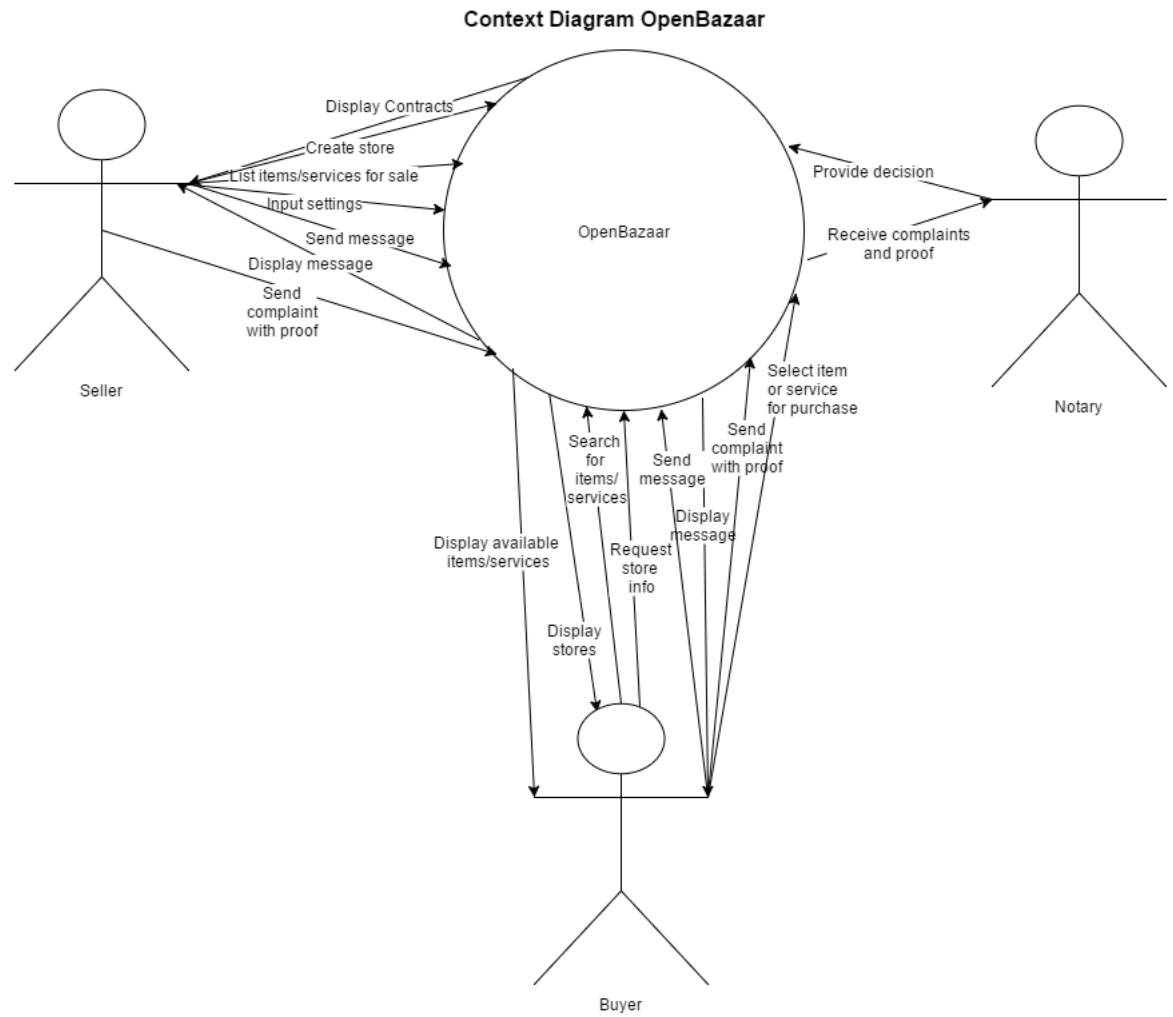 Context Diagram OpenBazaar
Display Contracts
Create store
List items/services for sale
Input settings
Send message
Display message
Send
complaint
with proof
Seller
OpenBazaar
Provide decision
Receive complaints
and proof
Notary
Select item
or service
for purchase
Send
complaint
with proof
Send
message
Display
message
Search
for
items/
services
Request
store
info
Display available
items/services
Display
stores
Buyer